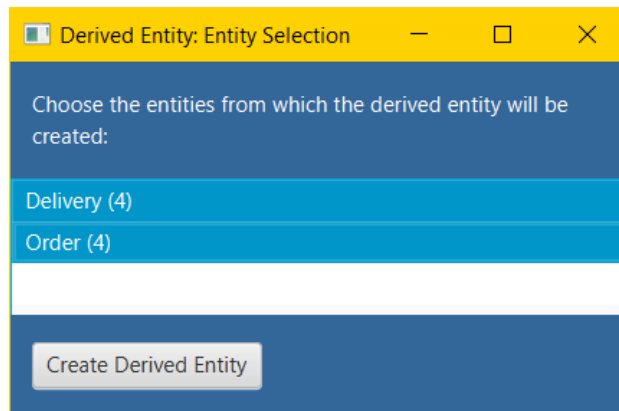 Derived Entity: Entity Selection
Choose the entities from which the derived entity will be
created:
Delivery (4)
Order (4)
Create Derived Entity